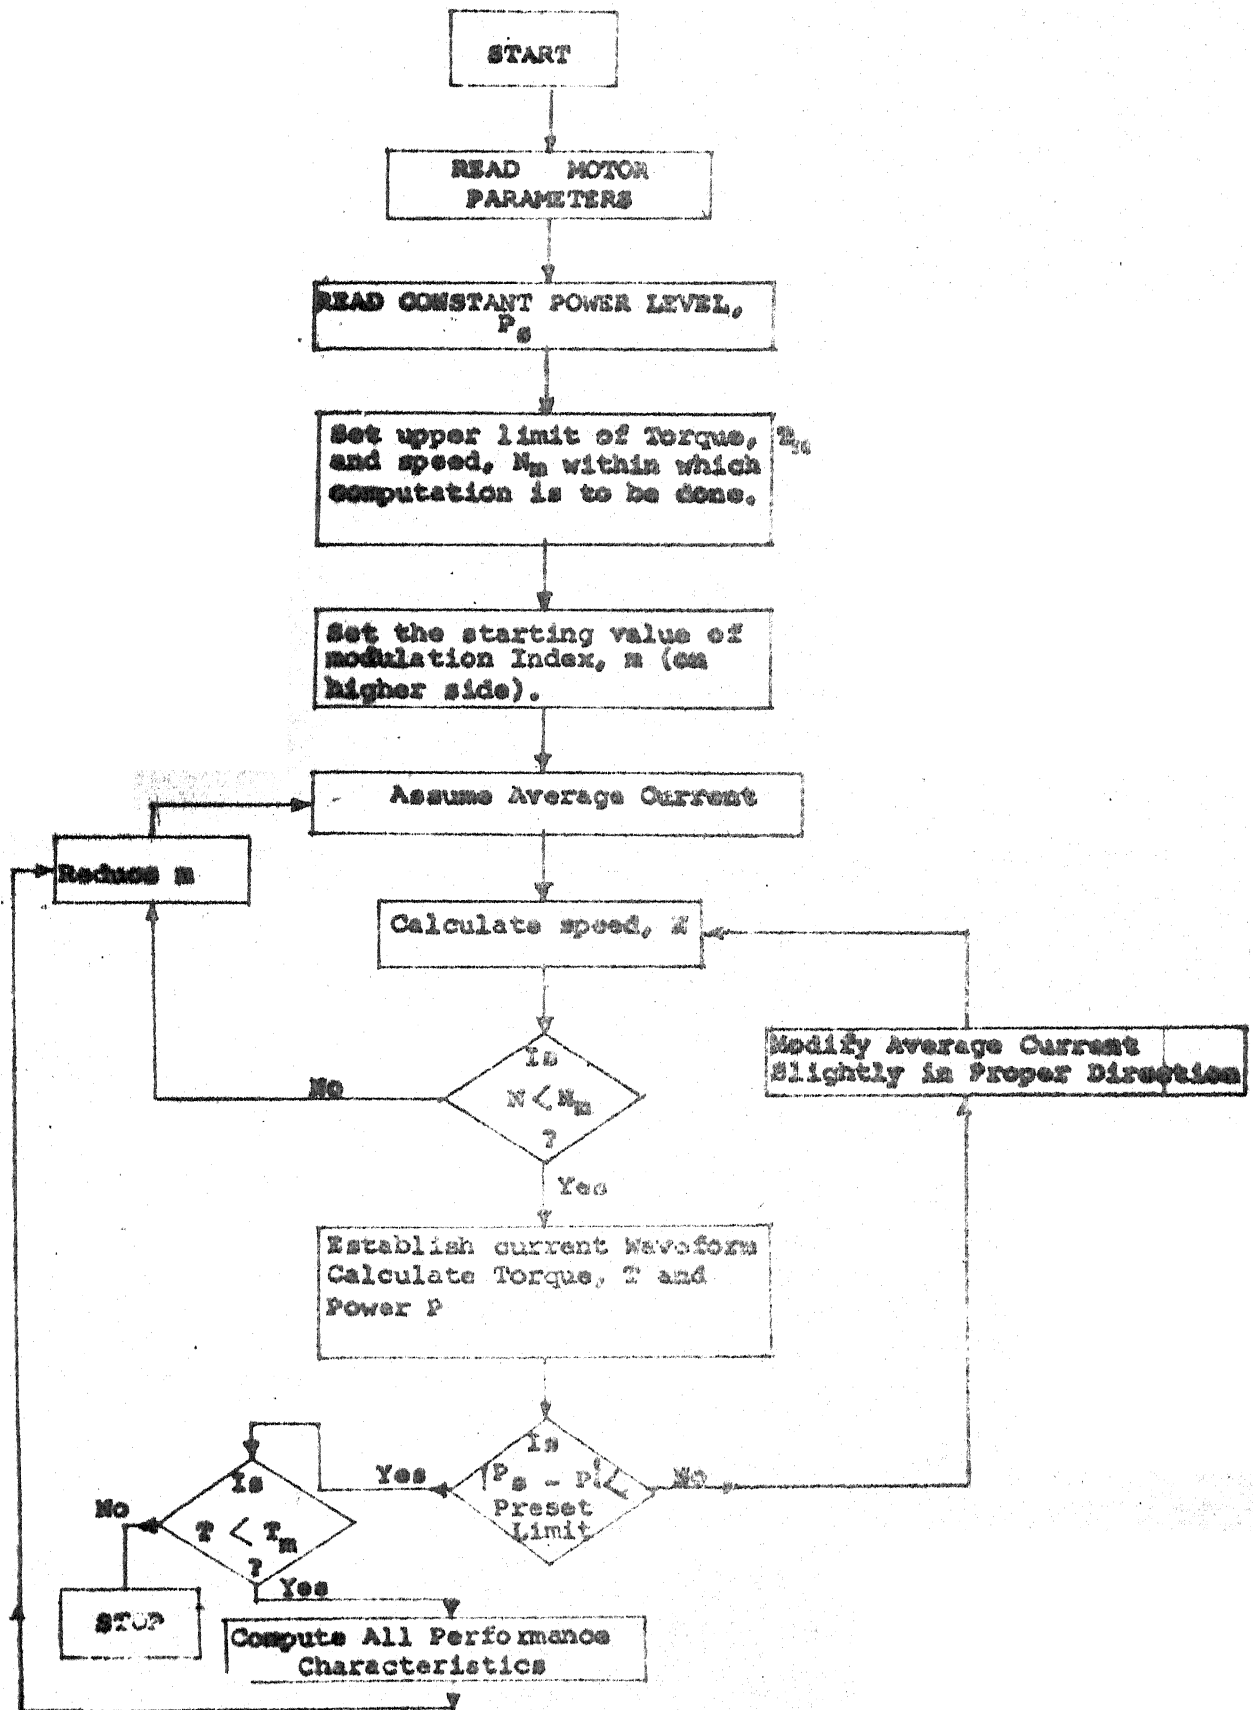 START
READ MOTOR
PARAMETERS
READ CONSTANT POWER LEVEL,
Ps
Set upper limit of Torque, Tm
and speed, Nm within which
computation is to be done.
Set the starting value of
modulation Index, m (on
higher side).
Assume Average Current
Reduce m
Calculate speed, N
Is
N < Nm
?
No
Modify Average Current
Slightly in Proper Direction
Yes
Establish current Waveform
Calculate Torque, T and
Power P
Is
|Ps - P| <
Preset
Limit
Yes
No
Is
T < Tm
?
No
Yes
STOP
Compute All Performance
Characteristics